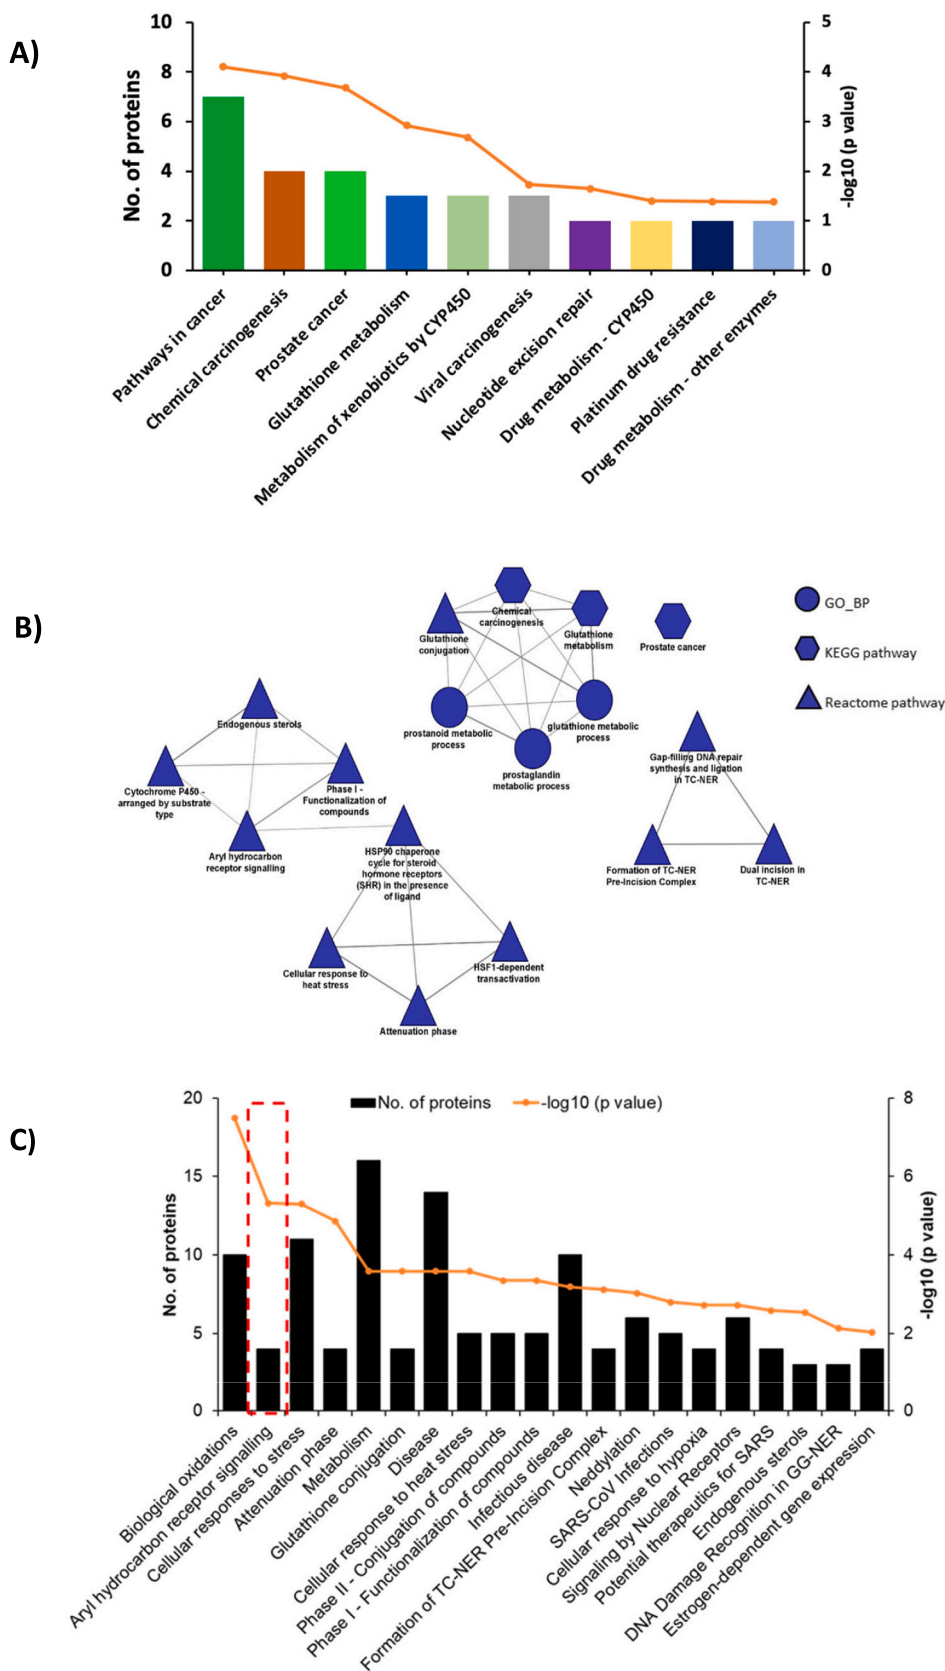 A)
10
8
6
4
2
0
No. of proteins
5
4
3
2
1
0
-log10 (p value)
Pathways in cancer
Chemical carcinogenesis
Prostate cancer
Glutathione metabolism
Metabolism of xenobiotics by CYP450
Viral carcinogenesis
Nucleotide excision repair
Drug metabolism - CYP450
Platinum drug resistance
Drug metabolism - other enzymes
B)
Chemical
carcinogenesis
Glutathione
conjugation
Glutathione
metabolism
Prostate cancer
prostanoid metabolic
process
glutathione metabolic
process
prostaglandin
metabolic process
GO_BP
KEGG pathway
Reactome pathway
Endogenous sterols
Cytochrome P450 -
arranged by substrate
type
Phase I -
Functionalization of
compounds
Aryl hydrocarbon
receptor signalling
HSP90 chaperone
cycle for steroid
hormone receptors
(SHR) in the presence
of ligand
Cellular response to
heat stress
HSF1-dependent
transactivation
Attenuation phase
Gap-filling DNA repair
synthesis and ligation
in TC-NER
Formation of TC-NER
Pre-Incision Complex
Dual incision in
TC-NER
C)
No. of proteins
-log10 (p value)
20
15
10
5
0
No. of proteins
8
6
4
2
0
-log10 (p value)
Biological oxidations
Aryl hydrocarbon receptor signalling
Cellular responses to stress
Attenuation phase
Metabolism
Glutathione conjugation
Disease
Cellular response to heat stress
Phase II - Conjugation of compounds
Phase I - Functionalization of compounds
Infectious disease
Formation of TC-NER Pre-Incision Complex
Neddylation
SARS-CoV Infections
Cellular response to hypoxia
Signaling by Nuclear Receptors
Potential therapeutics for SARS
Endogenous sterols
DNA Damage Recognition in GG-NER
Estrogen-dependent gene expression